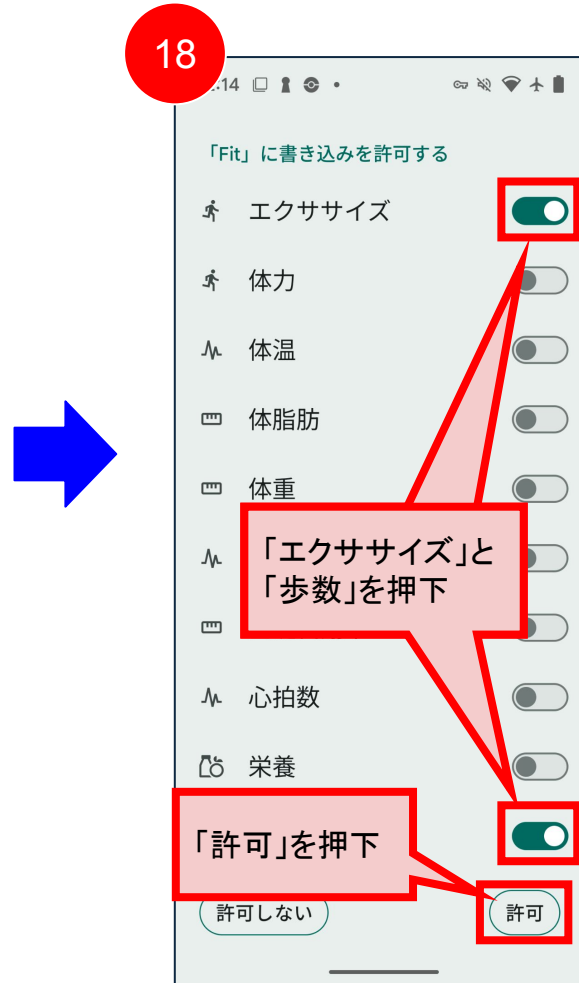 18
:14
「Fit」に書き込みを許可する
エクササイズ
体力
体温
体脂肪
体重
「エクササイズ」と
「歩数」を押下
心拍数
栄養
「許可」を押下
許可しない
許可